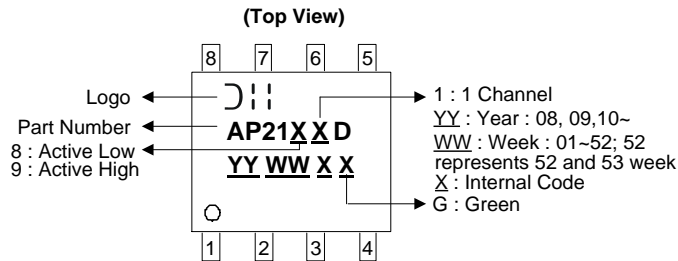 (Top View)
8 7 6 5
Logo
Part Number
8 : Active Low
9 : Active High
AP21XXD
YY WW X X
1 : 1 Channel
YY : Year : 08, 09,10~
WW : Week : 01~52; 52
represents 52 and 53 week
X : Internal Code
G : Green
1 2 3 4